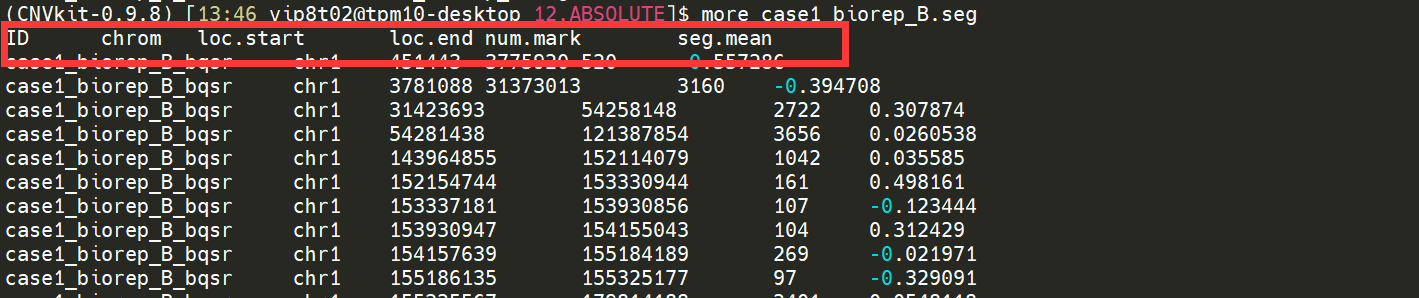 (CNVkit-0.9.8) [13:46 vip8t02@tpm10-desktop 12.ABSOLUTE]$ more case1_biorep_B.seg
ID chrom loc.start loc.end num.mark seg.mean
case1_biorep_B_bqsr chr1 451443 3775920 520 -0.557286
case1_biorep_B_bqsr chr1 3781088 31373013 3160 -0.394708
case1_biorep_B_bqsr chr1 31423693 54258148 2722 0.307874
case1_biorep_B_bqsr chr1 54281438 121387854 3656 0.0260538
case1_biorep_B_bqsr chr1 143964855 152114079 1042 0.035585
case1_biorep_B_bqsr chr1 152154744 153330944 161 0.498161
case1_biorep_B_bqsr chr1 153337181 153930856 107 -0.123444
case1_biorep_B_bqsr chr1 153930947 154155043 104 0.312429
case1_biorep_B_bqsr chr1 154157639 155184189 269 -0.021971
case1_biorep_B_bqsr chr1 155186135 155325177 97 -0.329091
case1_biorep_B_bqsr chr1